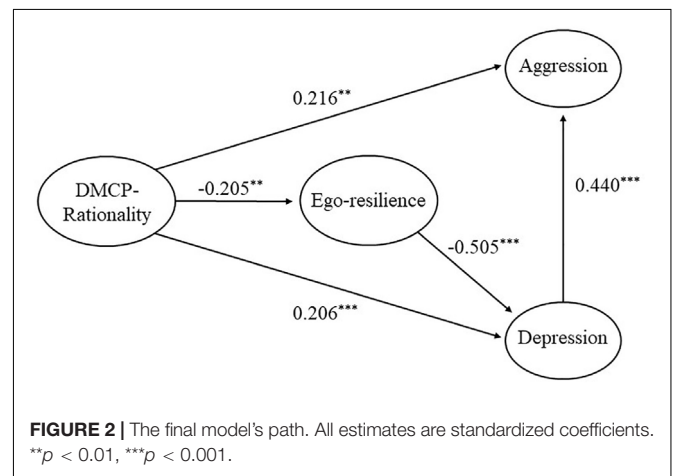 Aggression
0.216**
DMCP-
Rationality
-0.205**
Ego-resilience
0.440***
-0.505***
0.206***
Depression
FIGURE 2 | The final model's path. All estimates are standardized coefficients.
**p < 0.01, ***p < 0.001.